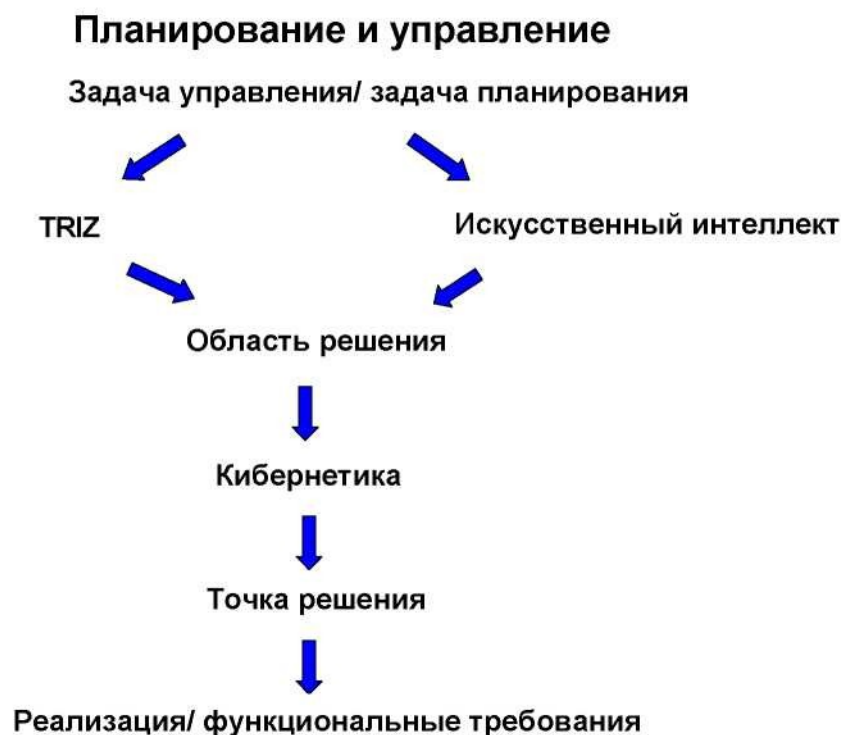 Планирование и управление
Задача управления/ задача планирования
TRIZ
Искусственный интеллект
Область решения
Кибернетика
Точка решения
Реализация/ функциональные требования